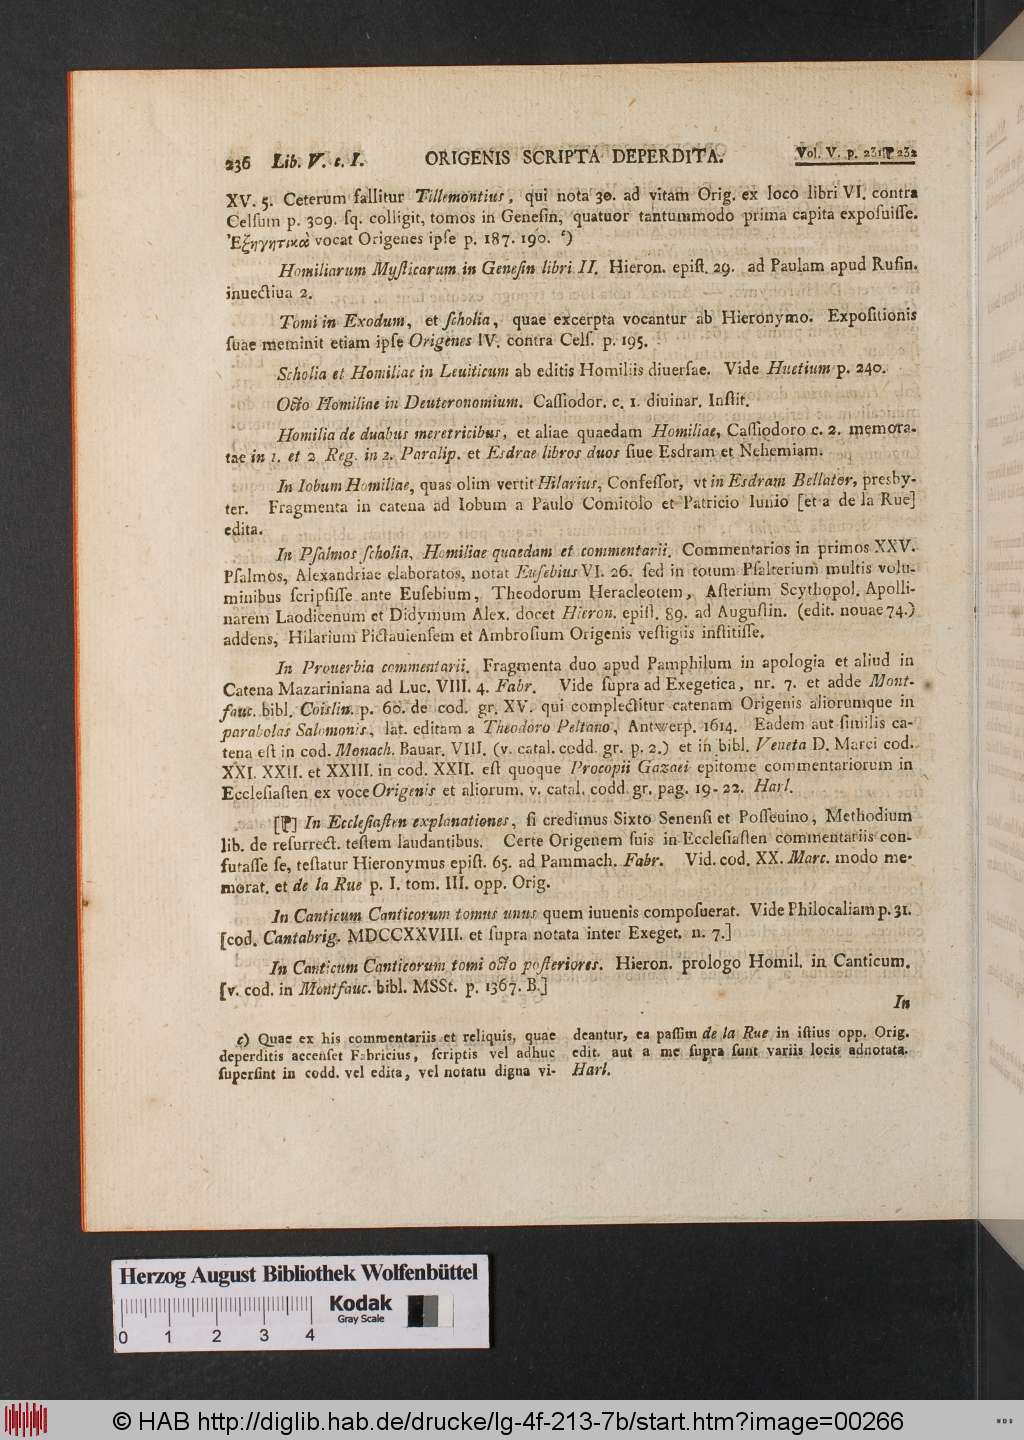 236 Lib. V. c. I. ORIGENIS SCRIPTA DEPERDITA. Vol. V. p. 231 ⁋ 232
XV. 5. Ceterum fallitur Tillemontius, qui nota 30. ad vitam Orig. ex loco libri VI. contra
Celſum p. 309. ſq. colligit, tomos in Geneſin, quatuor tantummodo prima capita expoſuiſſe.
Ἐξηγητικὰ vocat Origenes ipſe p. 187. 190. c)
Homiliarum Myſticarum in Geneſin libri II. Hieron. epiſt. 29. ad Paulam apud Rufin.
inuectiua 2.
Tomi in Exodum, et ſcholia, quae excerpta vocantur ab Hieronymo. Expoſitionis
ſuae meminit etiam ipſe Origenes IV. contra Celſ. p. 195.
Scholia et Homiliae in Leuiticum ab editis Homiliis diuerſae. Vide Huetium p. 240.
Octo Homiliae in Deuteronomium. Caſſiodor. c. 1. diuinar. Inſtit.
Homilia de duabus meretricibus, et aliae quaedam Homiliae, Caſſiodoro c. 2. memora-
tae in 1. et 2 Reg. in 2. Paralip. et Esdrae libros duos ſiue Esdram et Nehemiam.
In Iobum Homiliae, quas olim vertit Hilarius, Confeſſor, vt in Esdram Bellator, presby-
ter. Fragmenta in catena ad Iobum a Paulo Comitolo et Patricio Iunio [et a de la Rue]
edita.
In Pſalmos ſcholia, Homiliae quaedam et commentarii. Commentarios in primos XXV.
Pſalmos, Alexandriae elaboratos, notat Euſebius VI. 26. ſed in totum Pſalterium multis volu-
minibus ſcripſiſſe ante Euſebium, Theodorum Heracleotem, Aſterium Scythopol. Apolli-
narem Laodicenum et Didymum Alex. docet Hieron. epiſt. 89. ad Auguſtin. (edit. nouae 74.)
addens, Hilarium Pictauienſem et Ambroſium Origenis veſtigiis inſtitiſſe.
In Prouerbia commentarii. Fragmenta duo apud Pamphilum in apologia et aliud in
Catena Mazariniana ad Luc. VIII. 4. Fabr. Vide ſupra ad Exegetica, nr. 7. et adde Mont-
fauc. bibl. Coislin. p. 60. de cod. gr. XV. qui complectitur catenam Origenis aliorumque in
parabolas Salomonis, lat. editam a Theodoro Peltano, Antwerp. 1614. Eadem aut ſimilis ca-
tena eſt in cod. Monach. Bauar. VIII. (v. catal. codd. gr. p. 2.) et in bibl. Veneta D. Marci cod.
XXI. XXII. et XXIII. in cod. XXII. eſt quoque Procopii Gazaei epitome commentariorum in
Eccleſiaſten ex voce Origenis et aliorum. v. catal. codd. gr. pag. 19-22. Harl.
[⁋] In Eccleſiaſten explanationes, ſi credimus Sixto Senenſi et Poſſeuino, Methodium
lib. de reſurrect. teſtem laudantibus. Certe Origenem ſuis in Eccleſiaſten commentariis con-
futaſſe ſe, teſtatur Hieronymus epiſt. 65. ad Pammach. Fabr. Vid. cod. XX. Marc. modo me-
morat. et de la Rue p. I. tom. III. opp. Orig.
In Canticum Canticorum tomus unus quem iuuenis compoſuerat. Vide Philocaliam p. 31.
[cod. Cantabrig. MDCCXXVIII. et ſupra notata inter Exeget. n. 7.]
In Canticum Canticorum tomi octo poſteriores. Hieron. prologo Homil. in Canticum.
[v. cod. in Montfauc. bibl. MSSt. p. 1367. B.]
In
c) Quae ex his commentariis et reliquis, quae
deperditis accenſet Fabricius, ſcriptis vel adhuc
ſuperſint in codd. vel edita, vel notatu digna vi-
deantur, ea paſſim de la Rue in iſtius opp. Orig.
edit. aut a me ſupra ſunt variis locis adnotata.
Harl.
Herzog August Bibliothek Wolfenbüttel
Kodak
Gray Scale
0 1 2 3 4
© HAB http://diglib.hab.de/drucke/lg-4f-213-7b/start.htm?image=00266